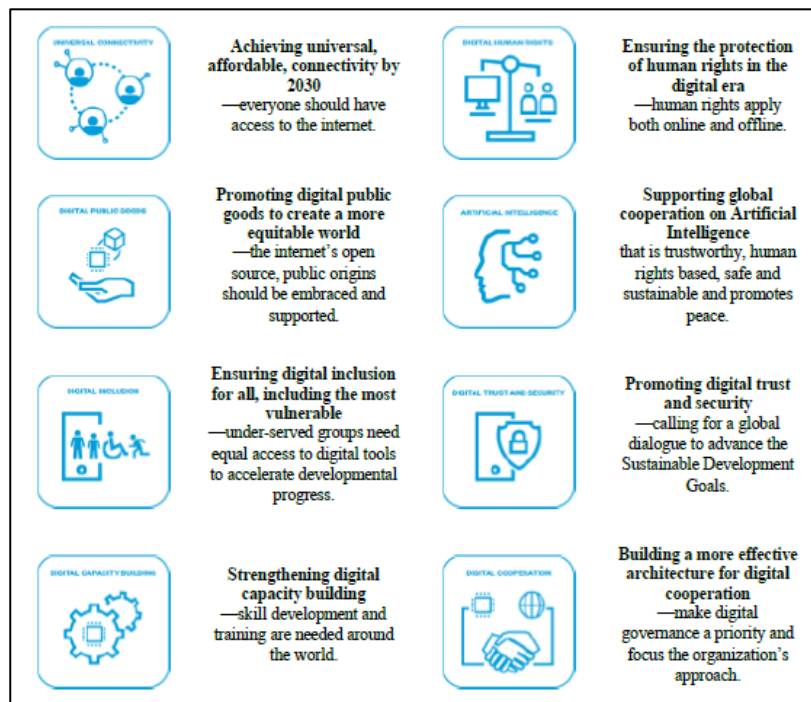 UNIVERSAL CONNECTIVITY
Achieving universal,
affordable, connectivity by
2030
—everyone should have
access to the internet.
DIGITAL HUMAN RIGHTS
Ensuring the protection
of human rights in the
digital era
—human rights apply
both online and offline.
DIGITAL PUBLIC GOODS
Promoting digital public
goods to create a more
equitable world
—the internet's open
source, public origins
should be embraced and
supported.
ARTIFICIAL INTELLIGENCE
Supporting global
cooperation on Artificial
Intelligence
that is trustworthy, human
rights based, safe and
sustainable and promotes
peace.
DIGITAL INCLUSION
Ensuring digital inclusion
for all, including the most
vulnerable
—under-served groups need
equal access to digital tools
to accelerate developmental
progress.
DIGITAL TRUST AND SECURITY
Promoting digital trust
and security
—calling for a global
dialogue to advance the
Sustainable Development
Goals.
DIGITAL CAPACITY BUILDING
Strengthening digital
capacity building
—skill development and
training are needed around
the world.
DIGITAL COOPERATION
Building a more effective
architecture for digital
cooperation
—make digital
governance a priority and
focus the organization's
approach.